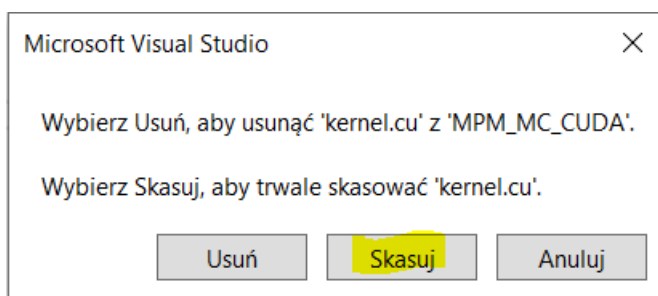 Microsoft Visual Studio
Wybierz Usuń, aby usunąć 'kernel.cu' z 'MPM_MC_CUDA'.
Wybierz Skasuj, aby trwale skasować 'kernel.cu'.
Usuń Skasuj Anuluj